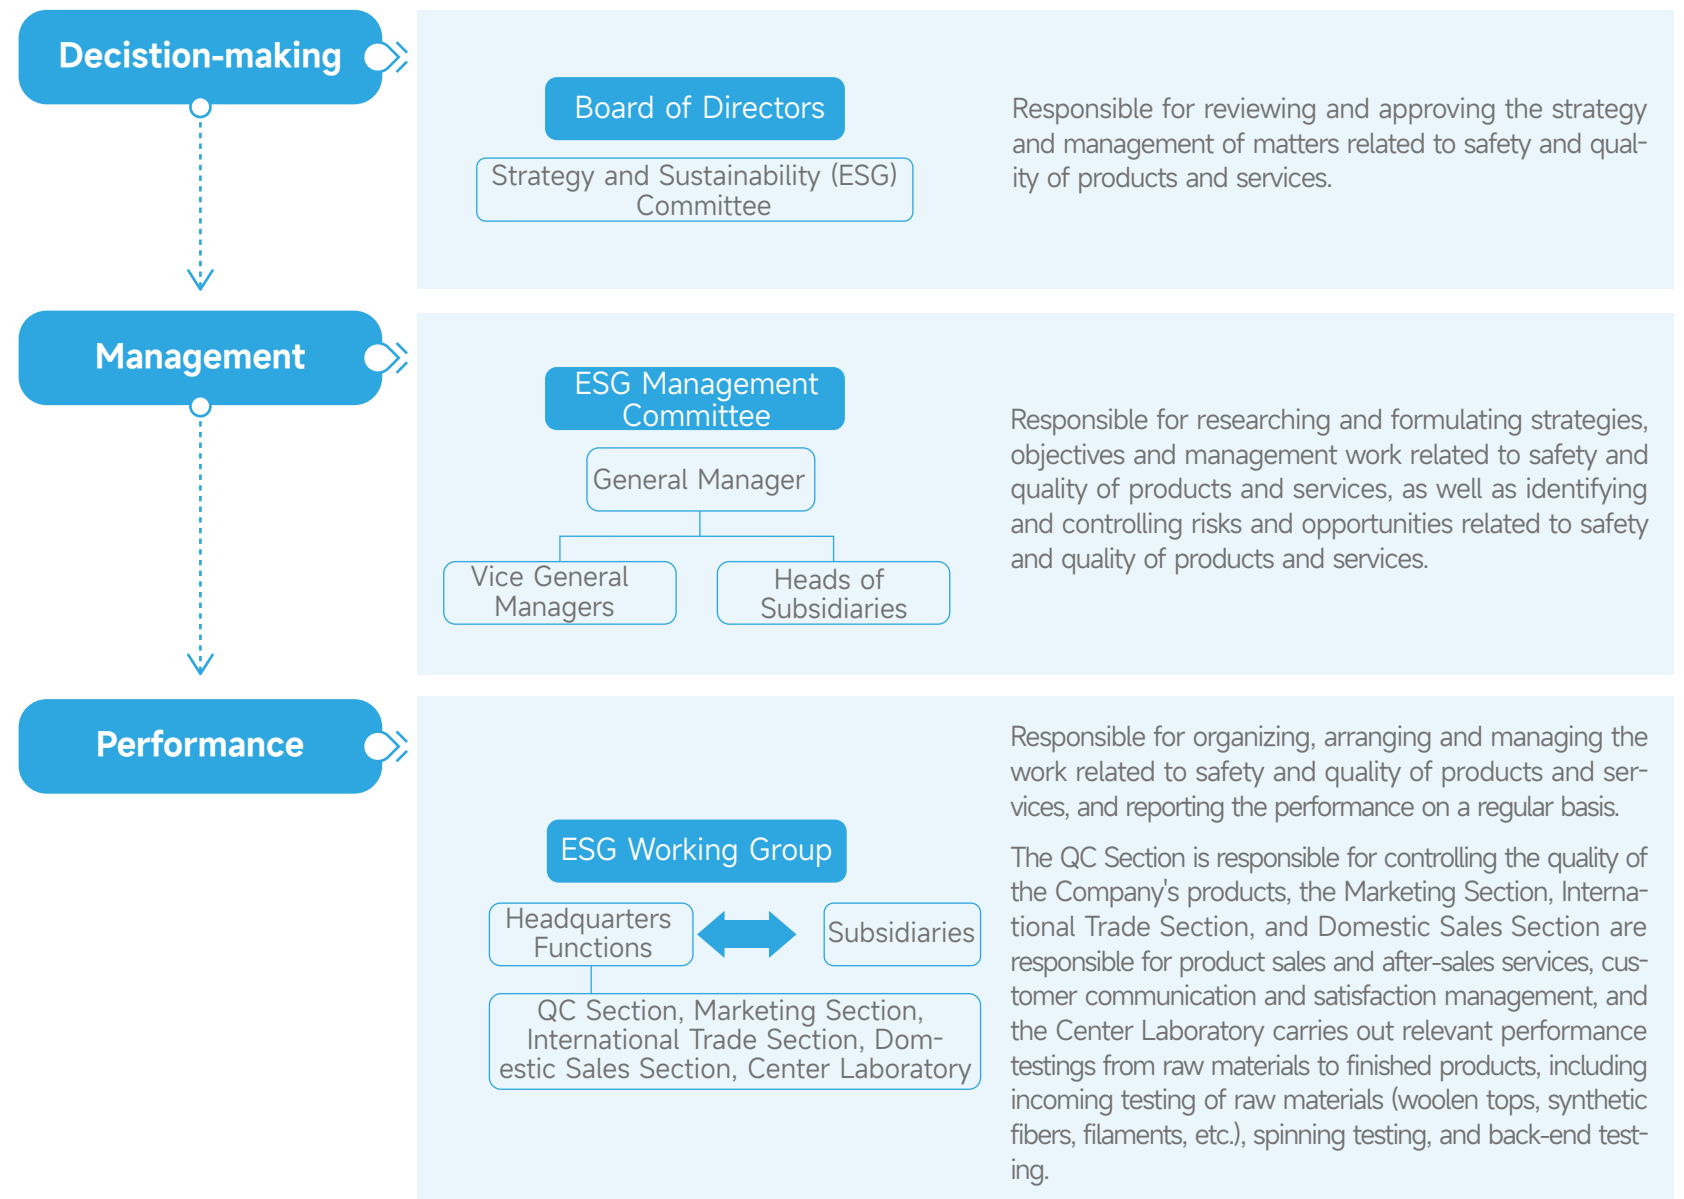 Decistion-making
Board of Directors
Strategy and Sustainability (ESG)
Committee
Responsible for reviewing and approving the strategy
and management of matters related to safety and qual-
ity of products and services.
Management
ESG Management
Committee
General Manager
Vice General
Managers
Heads of
Subsidiaries
Responsible for researching and formulating strategies,
objectives and management work related to safety and
quality of products and services, as well as identifying
and controlling risks and opportunities related to safety
and quality of products and services.
Performance
ESG Working Group
Headquarters
Functions
Subsidiaries
QC Section, Marketing Section,
International Trade Section, Dom-
estic Sales Section, Center Laboratory
Responsible for organizing, arranging and managing the
work related to safety and quality of products and ser-
vices, and reporting the performance on a regular basis.
The QC Section is responsible for controlling the quality of
the Company's products, the Marketing Section, Interna-
tional Trade Section, and Domestic Sales Section are
responsible for product sales and after-sales services, cus-
tomer communication and satisfaction management, and
the Center Laboratory carries out relevant performance
testings from raw materials to finished products, including
incoming testing of raw materials (woolen tops, synthetic
fibers, filaments, etc.), spinning testing, and back-end test-
ing.